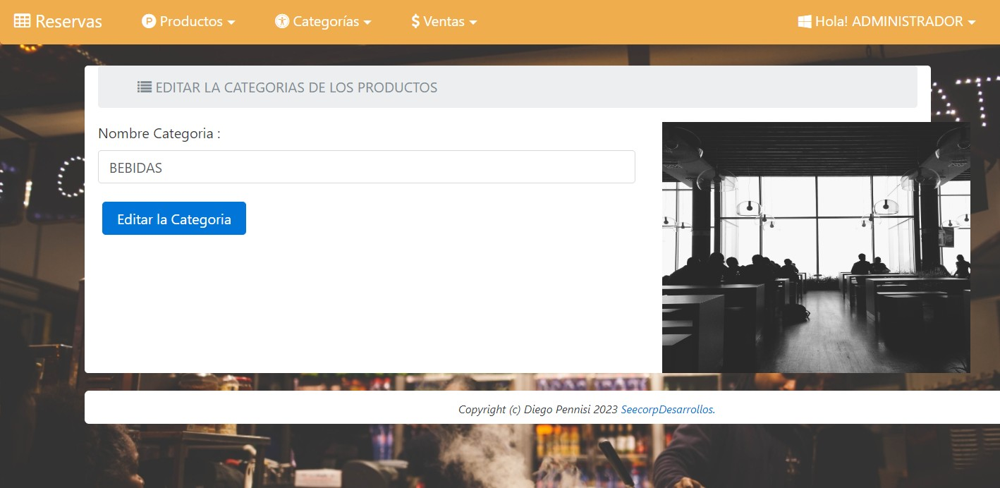 Reservas
Productos
Categorías
$ Ventas
Hola! ADMINISTRADOR
EDITAR LA CATEGORIAS DE LOS PRODUCTOS
Nombre Categoria :
BEBIDAS
Editar la Categoria
Copyright (c) Diego Pennisi 2023 SeecorpDesarrollos.